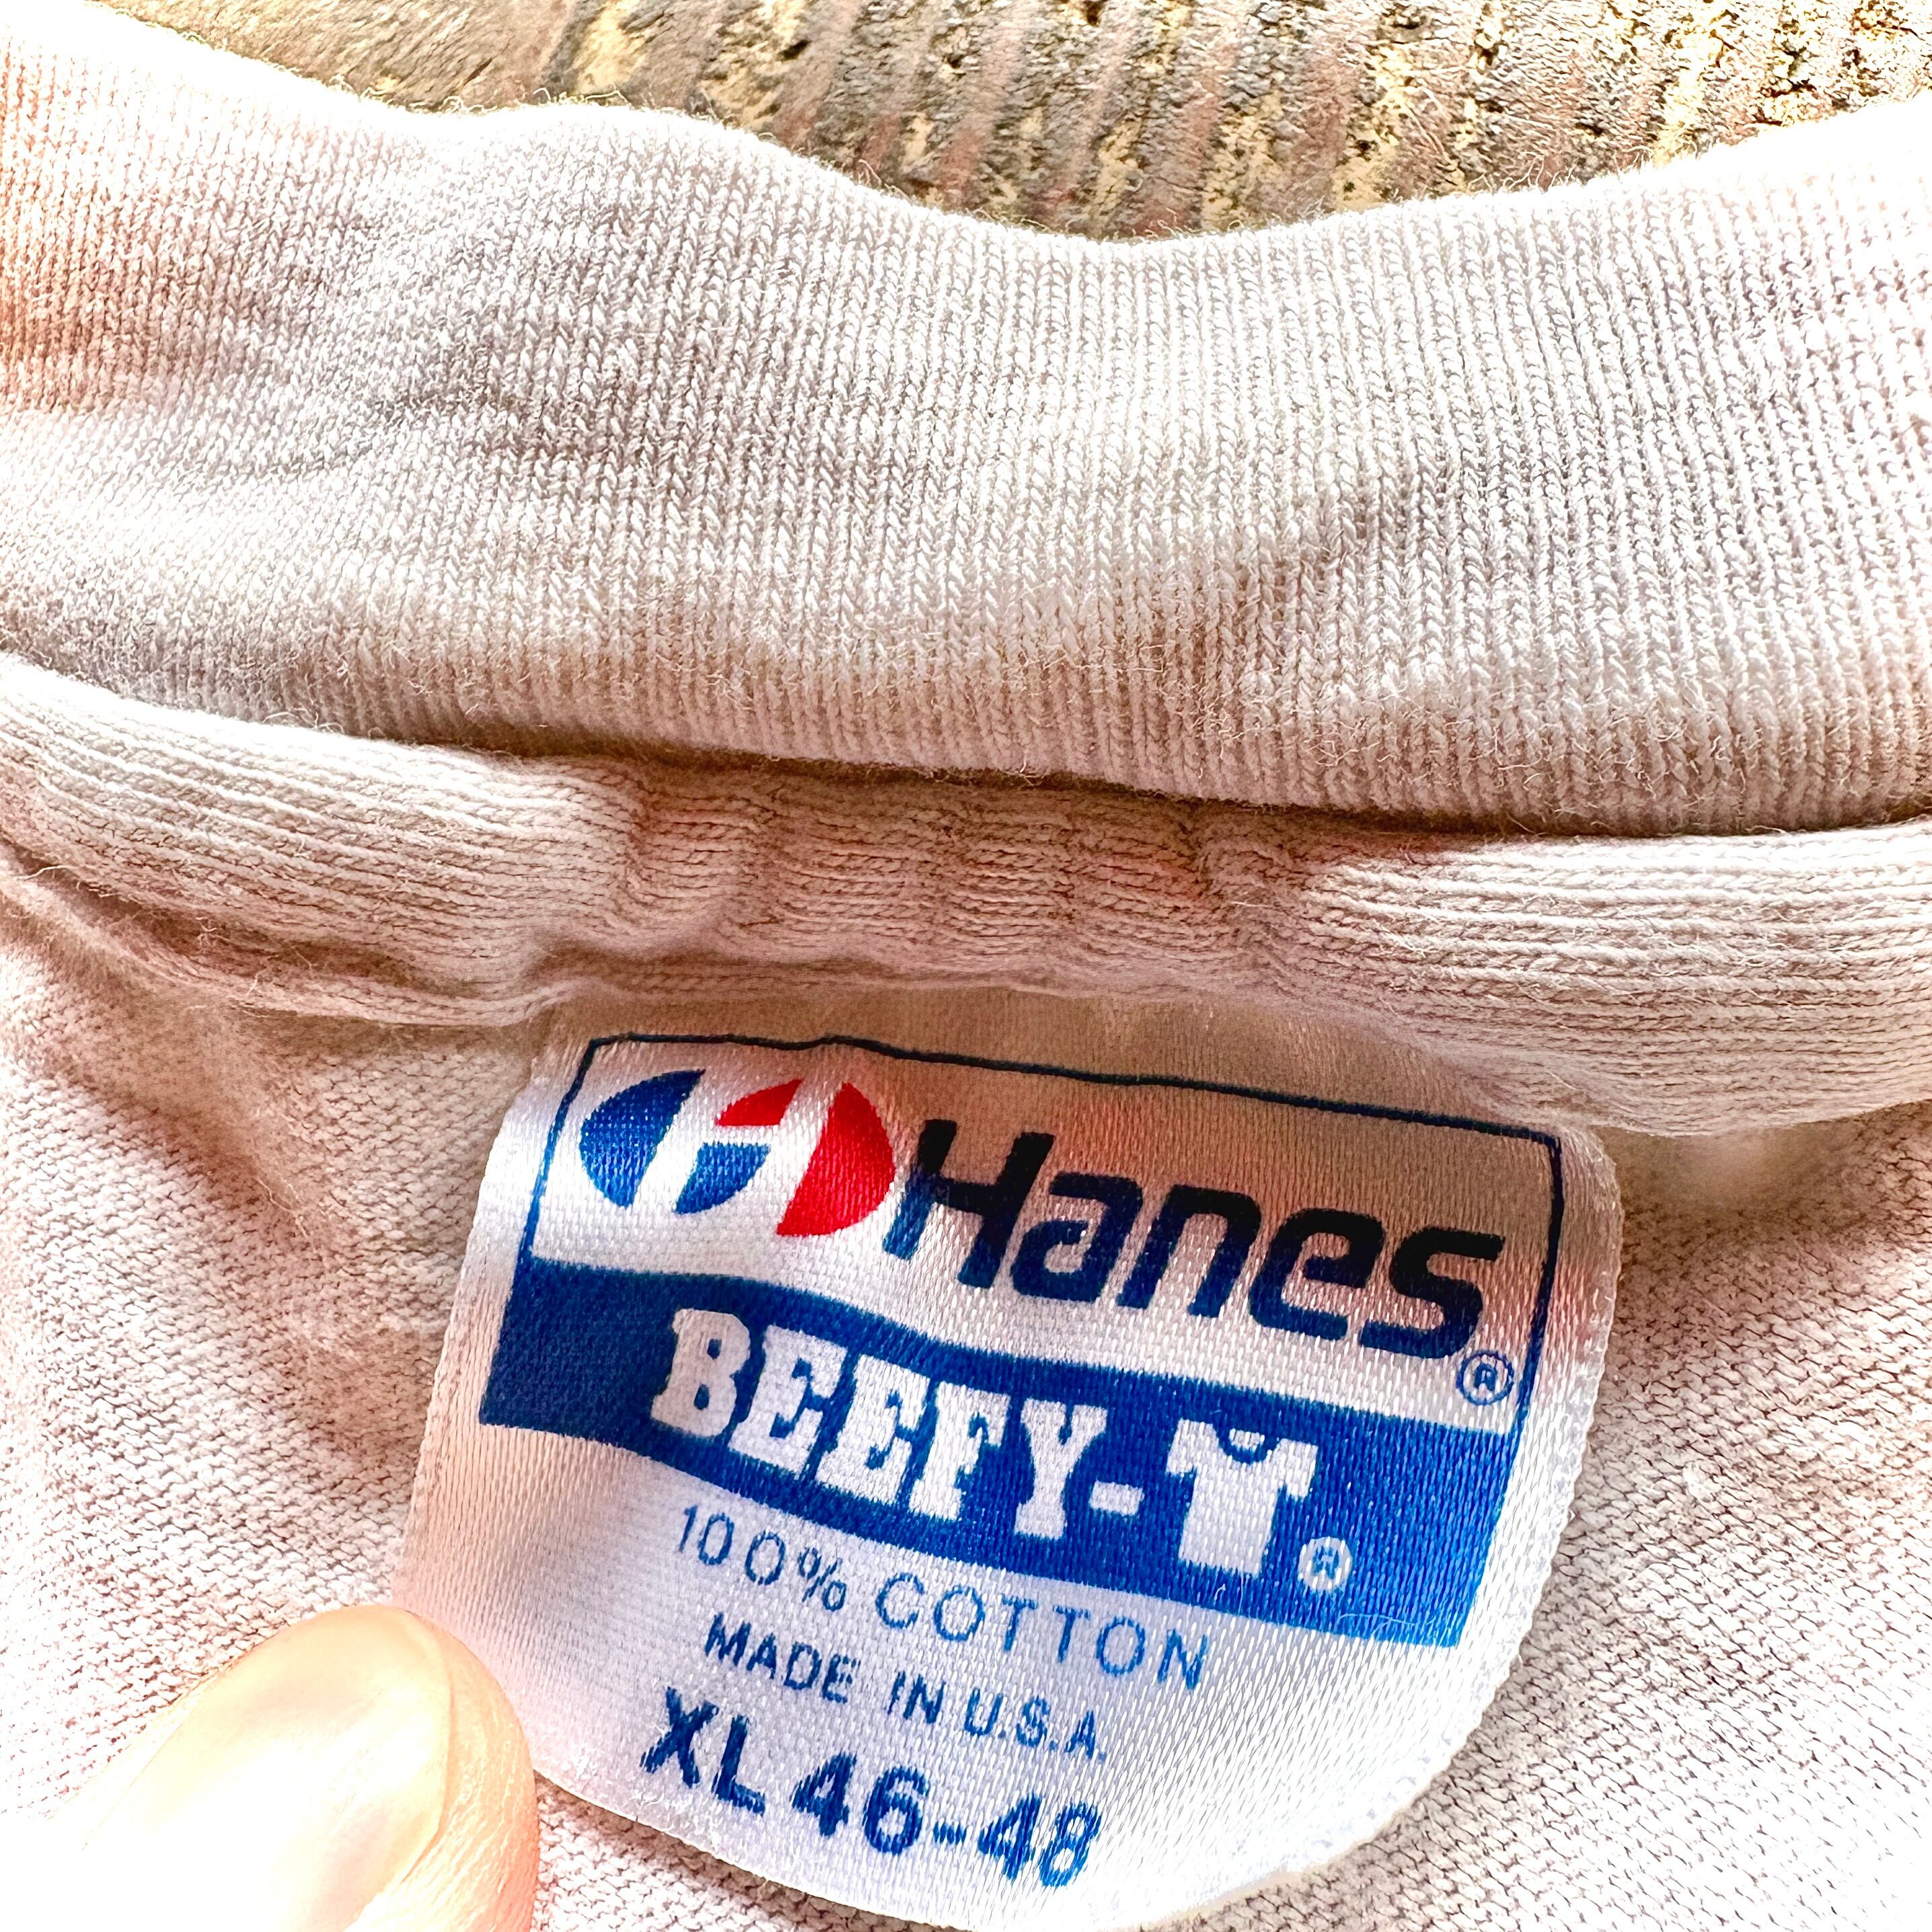 Hanes®
BEEFY-T®
100% COTTON
MADE IN U.S.A.
XL 46-48